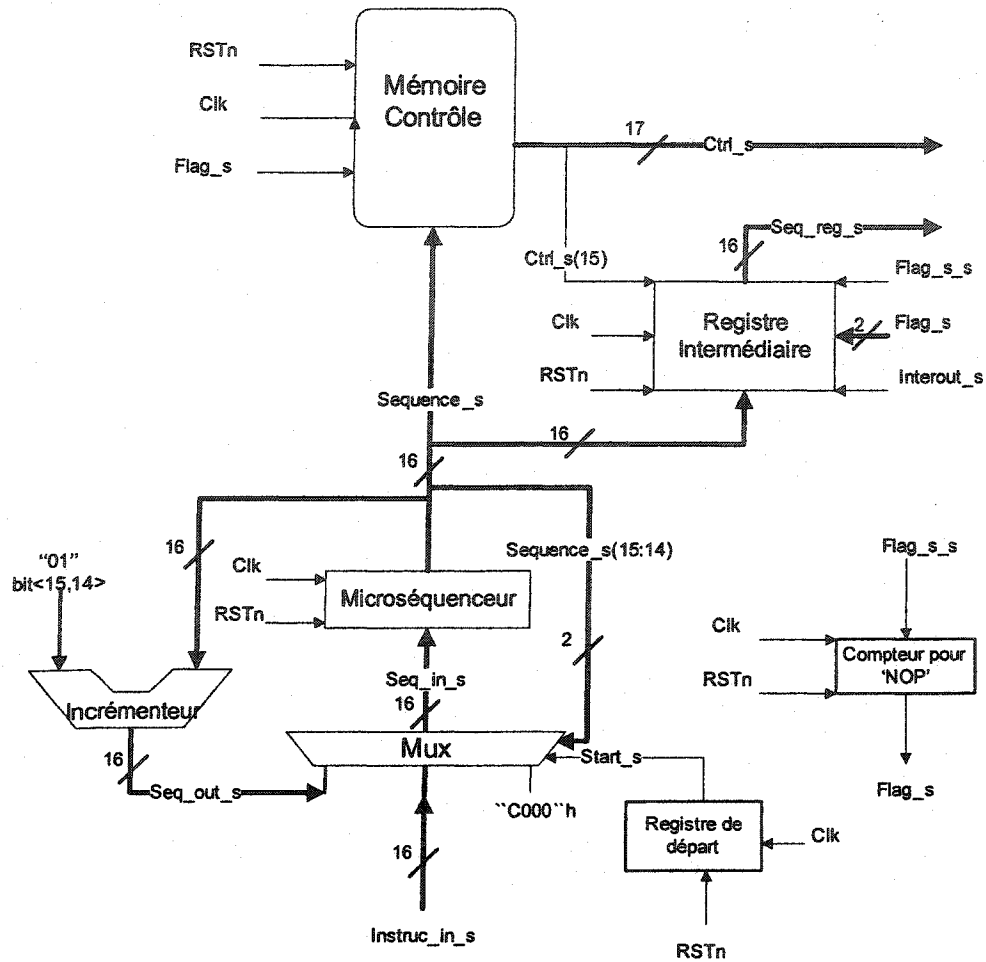 RSTn
Clk
Flag_s
Mémoire
Contrôle
17
Ctrl_s
Seq_reg_s
16
Ctrl_s(15)
Flag_s_s
Clk
Registre
Intermédiaire
2
Flag_s
RSTn
Interout_s
Sequence_s
16
16
16
Sequence_s(15:14)
"01"
bit<15,14>
Clk
RSTn
Microséquenceur
2
Flag_s_s
Clk
RSTn
Compteur pour
'NOP'
Flag_s
Seq_in_s
16
Incrémenteur
Mux
16
Seq_out_s
Start_s
``C000``h
Registre de
départ
Clk
16
Instruc_in_s
RSTn